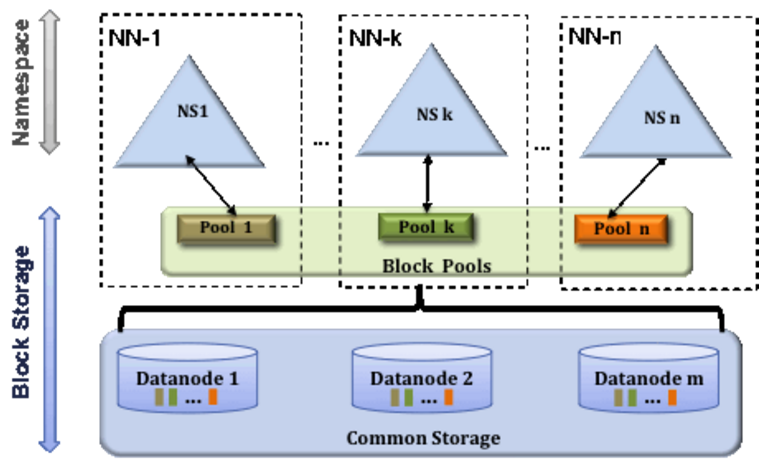 Namespace
NN-1
NN-k
NN-n
NS1
NS k
NS n
...
...
Block Storage
Pool 1
Pool k
Pool n
Block Pools
Datanode 1
Datanode 2
Datanode m
...
...
...
Common Storage